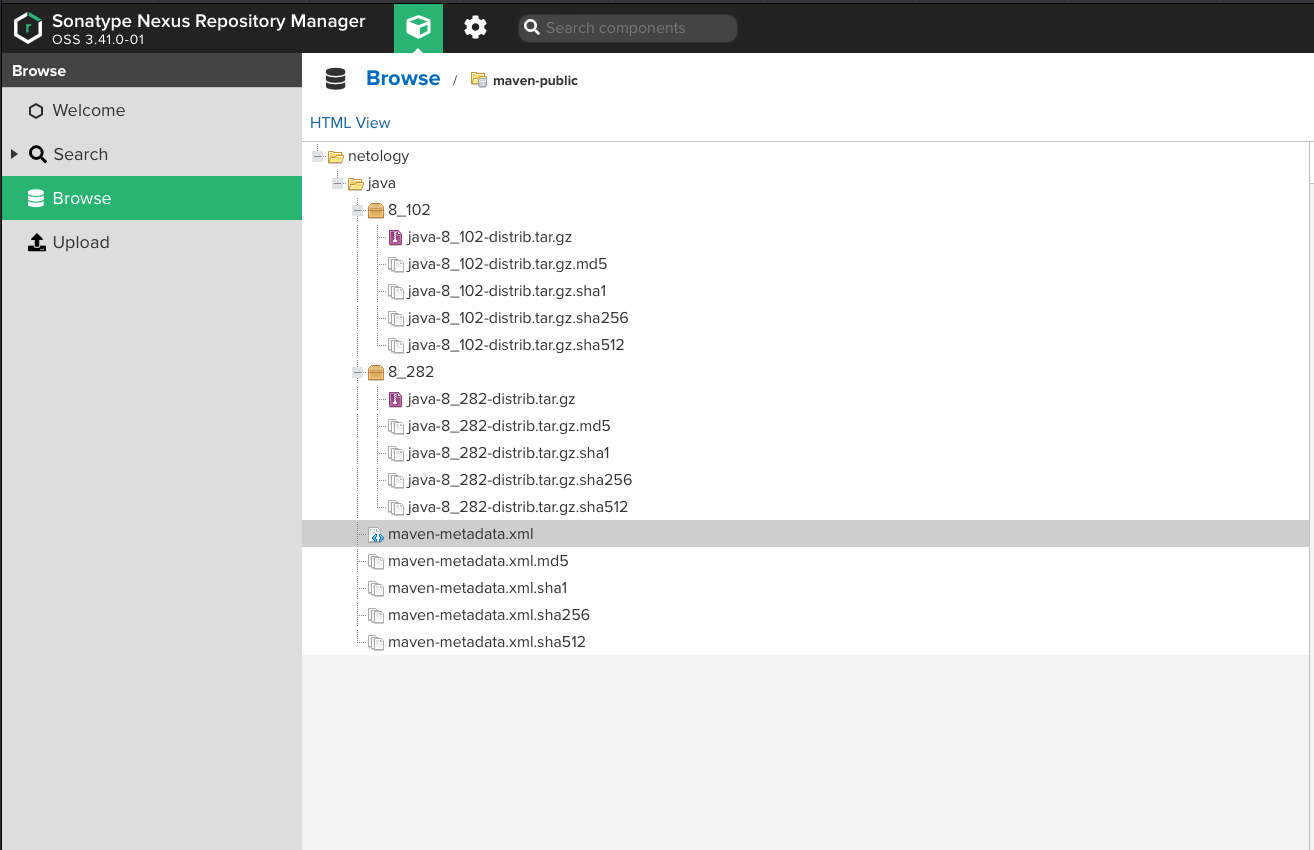 Sonatype Nexus Repository Manager
OSS 3.41.0-01
Search components
Browse
Welcome
Search
Browse
Upload
Browse / maven-public
HTML View
netology
java
8_102
java-8_102-distrib.tar.gz
java-8_102-distrib.tar.gz.md5
java-8_102-distrib.tar.gz.sha1
java-8_102-distrib.tar.gz.sha256
java-8_102-distrib.tar.gz.sha512
8_282
java-8_282-distrib.tar.gz
java-8_282-distrib.tar.gz.md5
java-8_282-distrib.tar.gz.sha1
java-8_282-distrib.tar.gz.sha256
java-8_282-distrib.tar.gz.sha512
maven-metadata.xml
maven-metadata.xml.md5
maven-metadata.xml.sha1
maven-metadata.xml.sha256
maven-metadata.xml.sha512